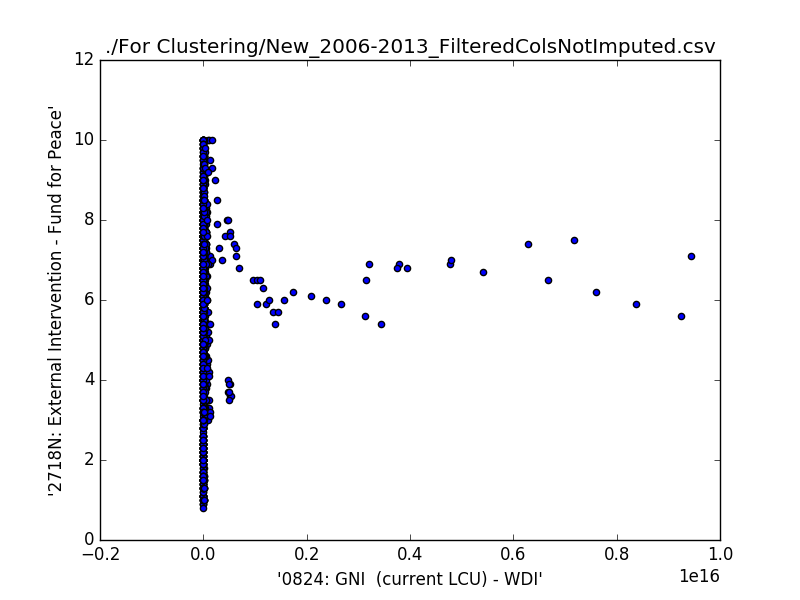 ./For Clustering/New_2006-2013_FilteredColsNotImputed.csv
12
10
8
6
4
2
0
'2718N: External Intervention - Fund for Peace'
−0.2 0.0 0.2 0.4 0.6 0.8 1.0
1e16
'0824: GNI  (current LCU) - WDI'